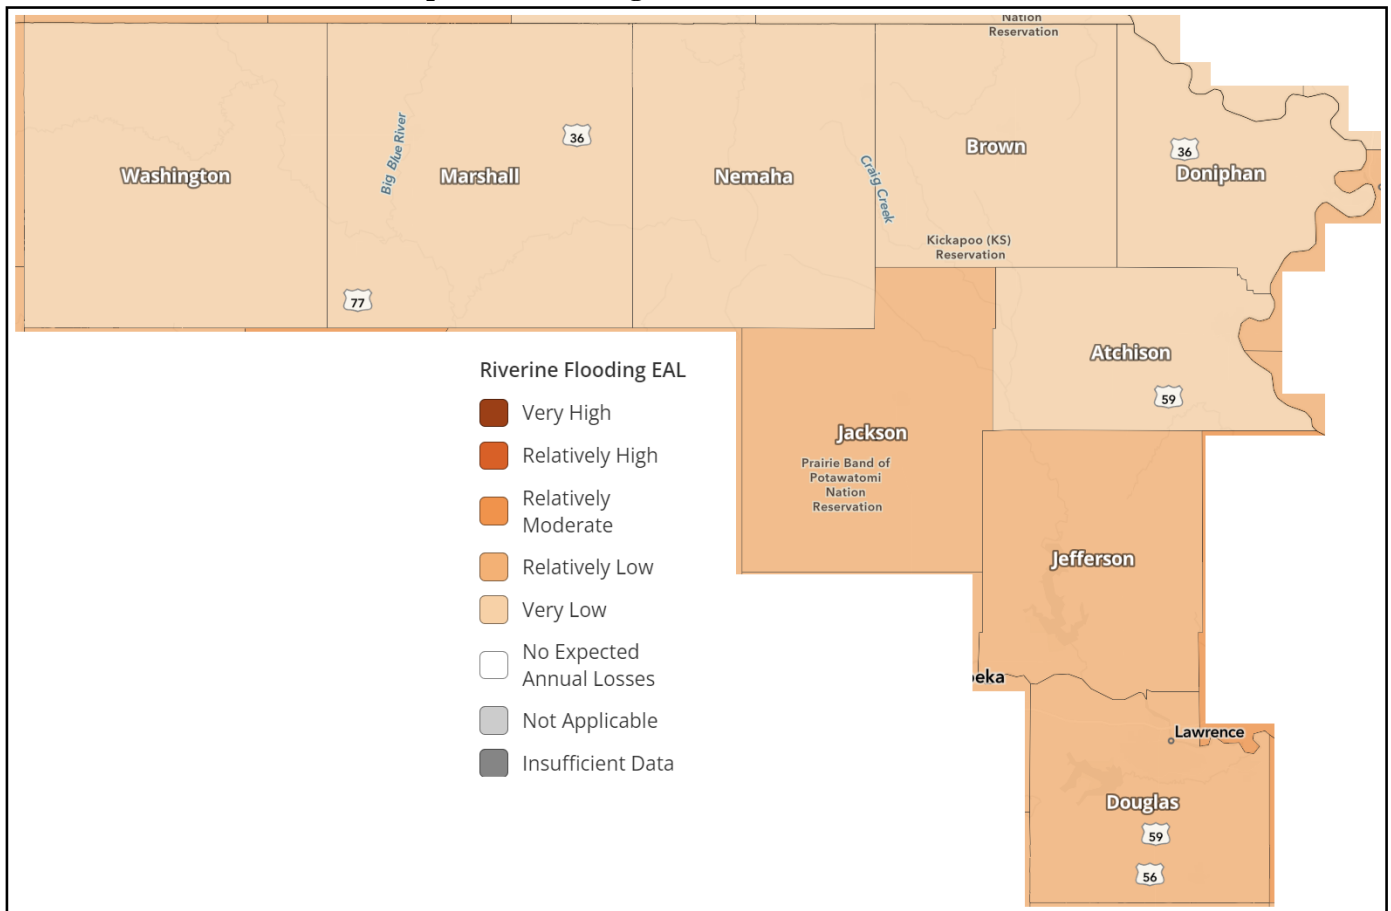 Nation
Reservation
Washington
Big Blue River
36
Marshall
Nemaha
Craig Creek
Brown
36
Doniphan
Kickapoo (KS)
Reservation
77
Atchison
59
Riverine Flooding EAL
Very High
Relatively High
Relatively
Moderate
Relatively Low
Very Low
No Expected
Annual Losses
Not Applicable
Insufficient Data
Jackson
Prairie Band of
Potawatomi
Nation
Reservation
Jefferson
eka
Lawrence
Douglas
59
56